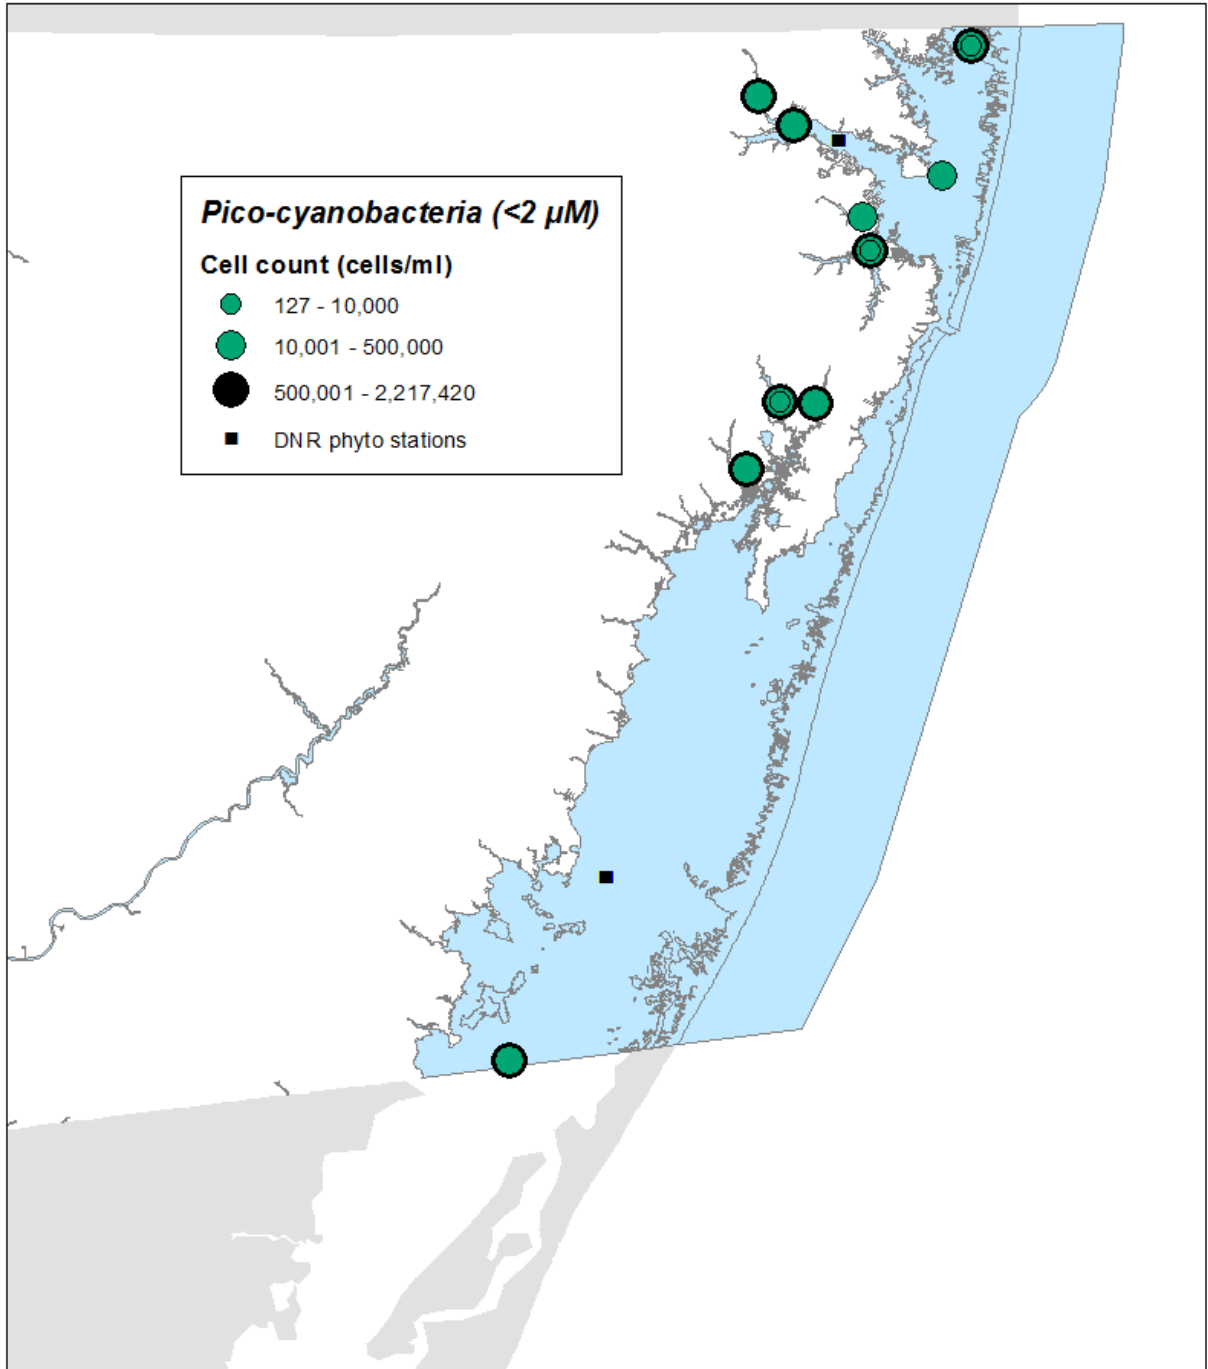 Pico-cyanobacteria (<2 µM)
Cell count (cells/ml)
127 - 10,000
10,001 - 500,000
500,001 - 2,217,420
DNR phyto stations